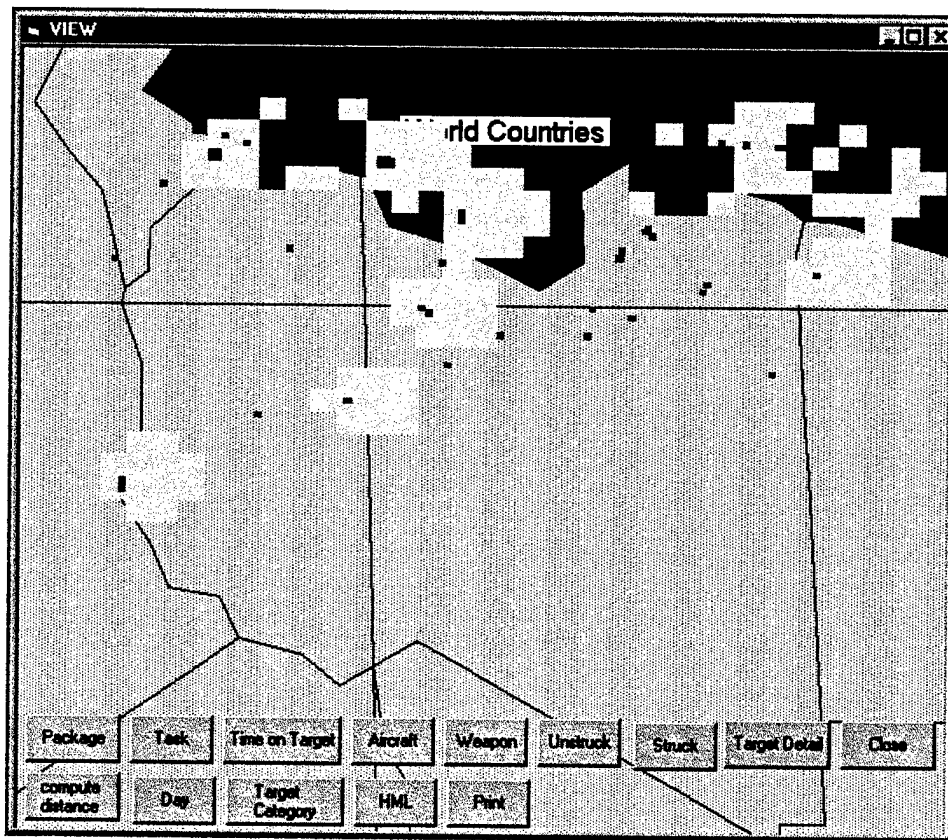 VIEW
World Countries
Package Task Time on Target Aircraft Weapon Unstruck Struck Target Detail Close
compute
distance
Day
Target
Category
HML Print